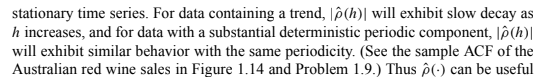 stationary time series. For data containing a trend, |ρ̂(h)| will exhibit slow decay as
h increases, and for data with a substantial deterministic periodic component, |ρ̂(h)|
will exhibit similar behavior with the same periodicity. (See the sample ACF of the
Australian red wine sales in Figure 1.14 and Problem 1.9.) Thus ρ̂(·) can be useful